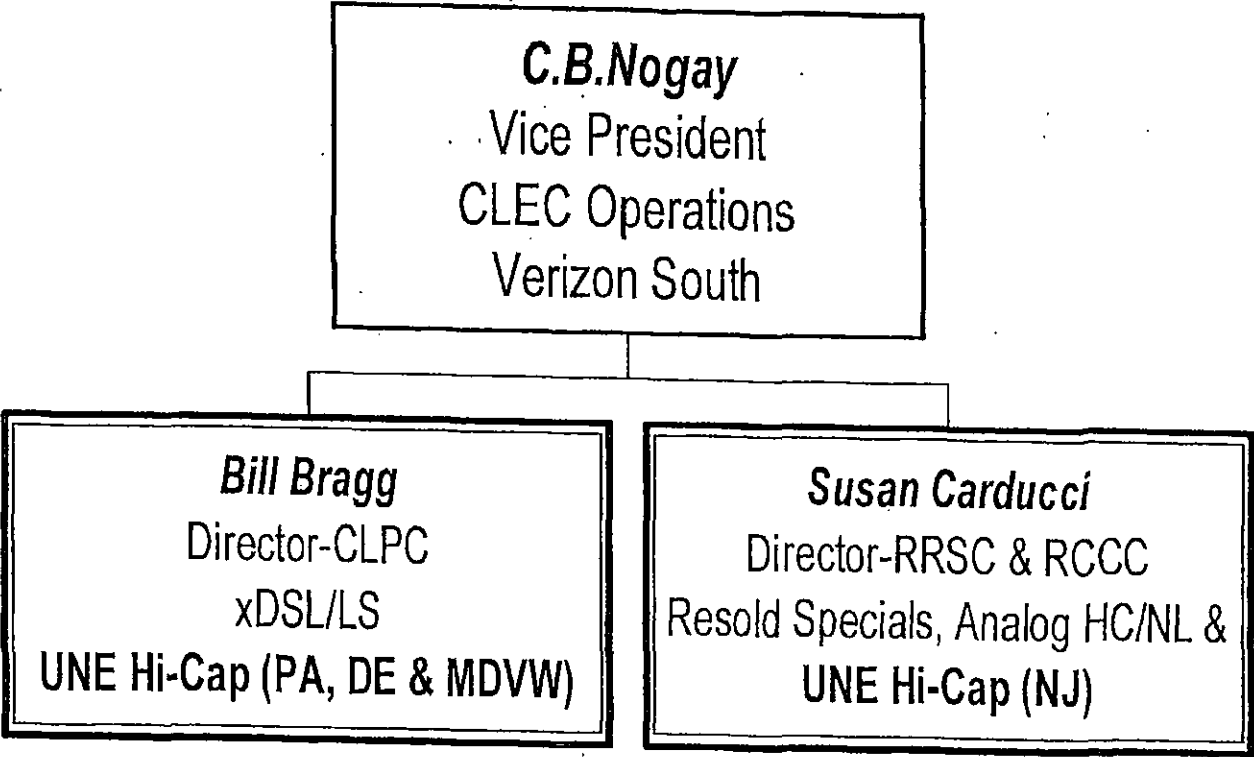 C.B.Nogay
Vice President
CLEC Operations
Verizon South
Bill Bragg
Director-CLPC
xDSL/LS
UNE Hi-Cap (PA, DE & MDVW)
Susan Carducci
Director-RRSC & RCCC
Resold Specials, Analog HC/NL &
UNE Hi-Cap (NJ)